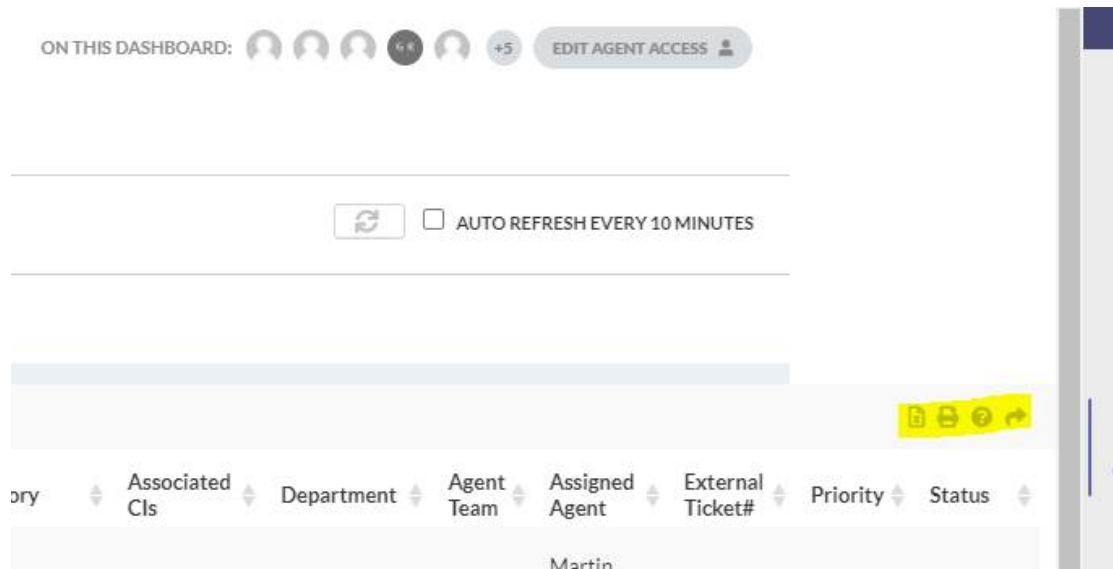 ON THIS DASHBOARD: G K +5 EDIT AGENT ACCESS
AUTO REFRESH EVERY 10 MINUTES
ory Associated CIs Department Agent Team Assigned Agent External Ticket# Priority Status
Martin